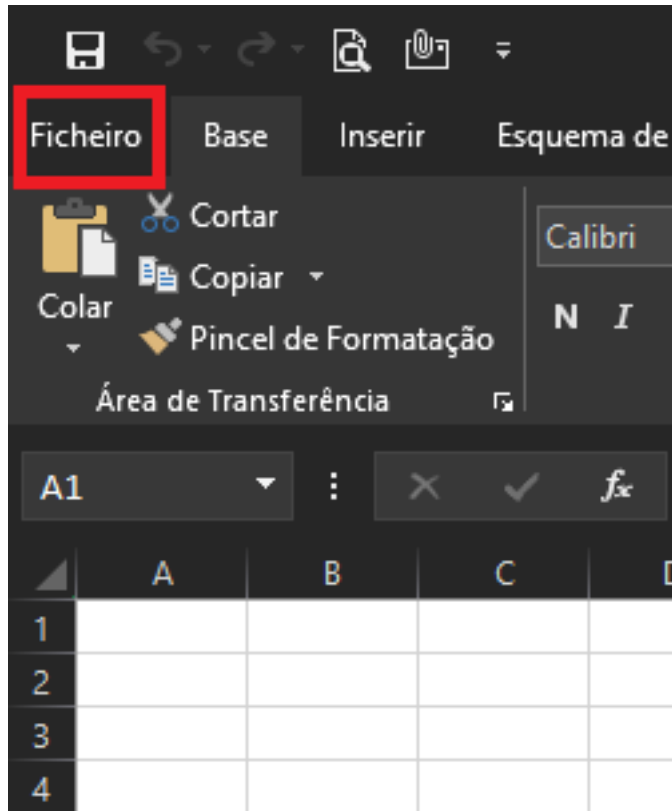 Ficheiro Base Inserir Esquema de
Cortar
Copiar
Colar
Pincel de Formatação
Calibri
N I
Área de Transferência
A1 fx
A B C
1
2
3
4